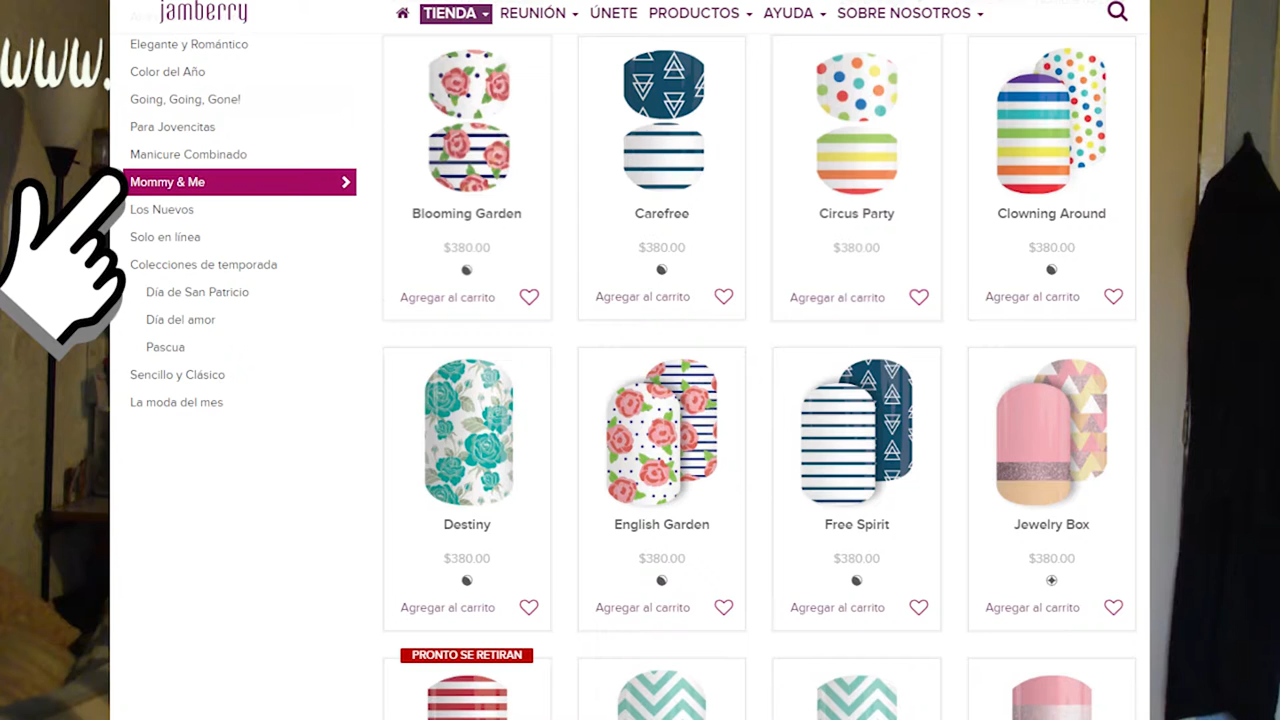 jamberry
TIENDA REUNIÓN ÚNETE PRODUCTOS AYUDA SOBRE NOSOTROS
www.
Elegante y Romántico
Color del Año
Going, Going, Gone!
Para Jovencitas
Manicure Combinado
Mommy & Me
Los Nuevos
Solo en línea
Colecciones de temporada
Día de San Patricio
Día del amor
Pascua
Sencillo y Clásico
La moda del mes
Blooming Garden Carefree Circus Party Clowning Around
$380.00 $380.00 $380.00 $380.00
Agregar al carrito Agregar al carrito Agregar al carrito Agregar al carrito
Destiny English Garden Free Spirit Jewelry Box
$380.00 $380.00 $380.00 $380.00
Agregar al carrito Agregar al carrito Agregar al carrito Agregar al carrito
PRONTO SE RETIRAN